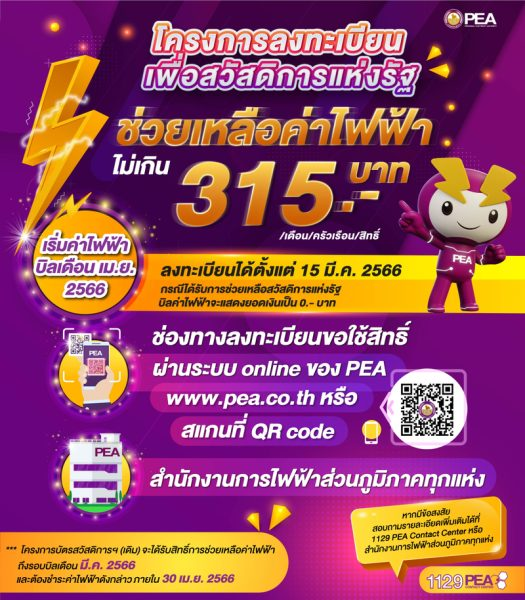 PEA
โครงการลงทะเบียน
เพื่อสวัสดิการแห่งรัฐ
ช่วยเหลือค่าไฟฟ้า
ไม่เกิน
315.-
บาท
/เดือน/ครัวเรือน/สิทธิ์
เริ่มค่าไฟฟ้า
บิลเดือน เม.ย.
2566
PEA
ลงทะเบียนได้ตั้งแต่ 15 มี.ค. 2566
กรณีได้รับการช่วยเหลือสวัสดิการแห่งรัฐ
บิลค่าไฟฟ้าจะแสดงยอดเงินเป็น 0.- บาท
PEA
ช่องทางลงทะเบียนขอใช้สิทธิ์
ผ่านระบบ online ของ PEA
www.pea.co.th หรือ
สแกนที่ QR code
PEA
สำนักงานการไฟฟ้าส่วนภูมิภาคทุกแห่ง
*** โครงการบัตรสวัสดิการฯ (เดิม) จะได้รับสิทธิ์การช่วยเหลือค่าไฟฟ้า
ถึงรอบบิลเดือน มี.ค. 2566
และต้องชำระค่าไฟฟ้าดังกล่าว ภายใน 30 เม.ย. 2566
หากมีข้อสงสัย
สอบถามรายละเอียดเพิ่มเติมได้ที่
1129 PEA Contact Center หรือ
สำนักงานการไฟฟ้าส่วนภูมิภาคทุกแห่ง
1129 PEA
CONTACT CENTER